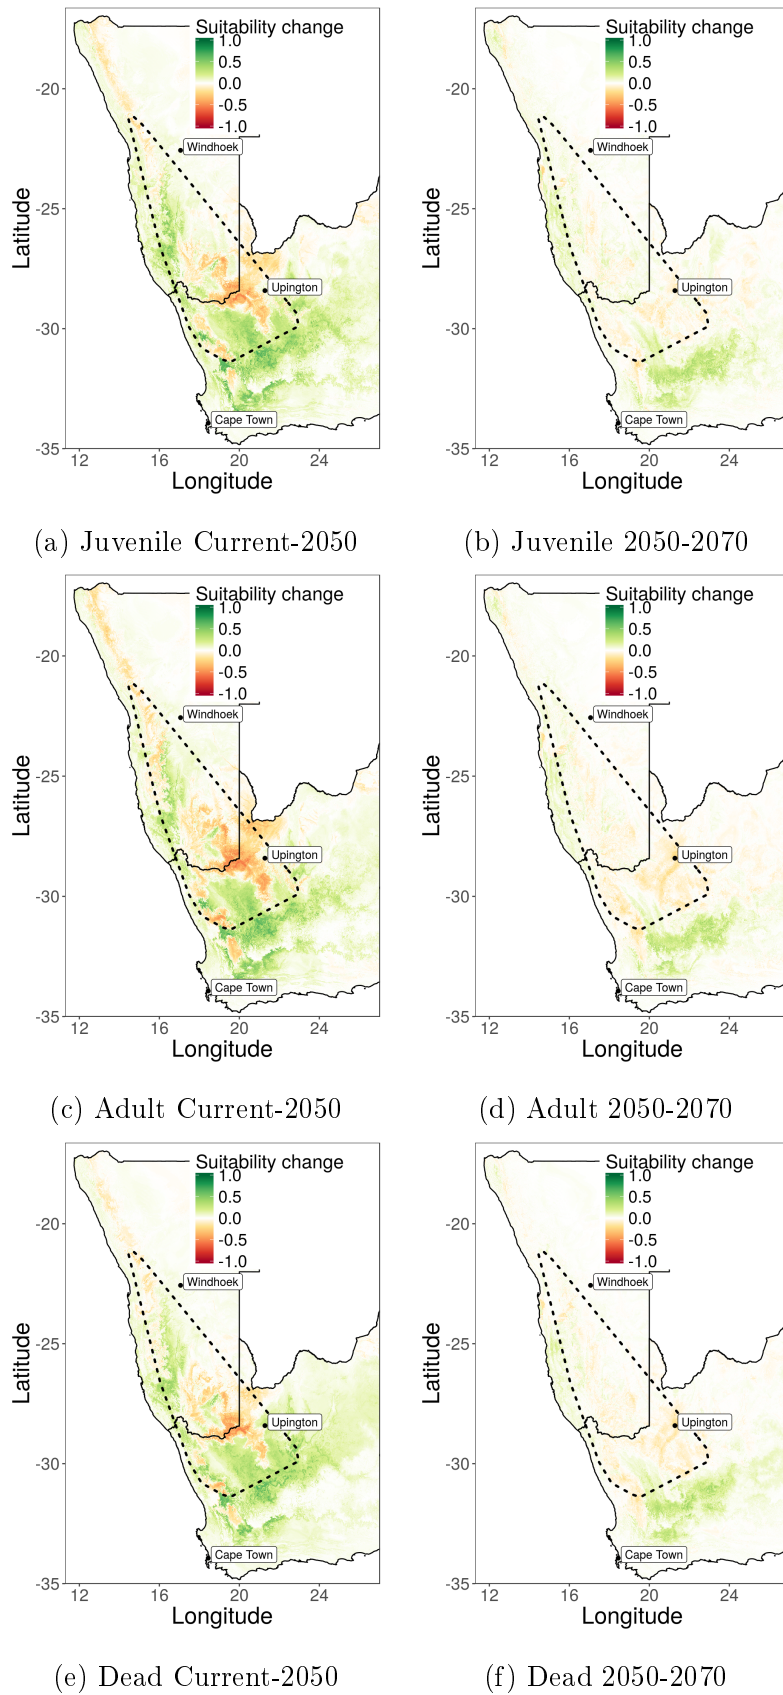 Suitability change
1.0
0.5
0.0
-0.5
-1.0
-20
-25
-30
-35
Latitude
Windhoek
Upington
Cape Town
12 16 20 24
Longitude
(a) Juvenile Current-2050
Suitability change
1.0
0.5
0.0
-0.5
-1.0
-20
-25
-30
-35
Latitude
Windhoek
Upington
Cape Town
12 16 20 24
Longitude
(b) Juvenile 2050-2070
Suitability change
1.0
0.5
0.0
-0.5
-1.0
-20
-25
-30
-35
Latitude
Windhoek
Upington
Cape Town
12 16 20 24
Longitude
(c) Adult Current-2050
Suitability change
1.0
0.5
0.0
-0.5
-1.0
-20
-25
-30
-35
Latitude
Windhoek
Upington
Cape Town
12 16 20 24
Longitude
(d) Adult 2050-2070
Suitability change
1.0
0.5
0.0
-0.5
-1.0
-20
-25
-30
-35
Latitude
Windhoek
Upington
Cape Town
12 16 20 24
Longitude
(e) Dead Current-2050
Suitability change
1.0
0.5
0.0
-0.5
-1.0
-20
-25
-30
-35
Latitude
Windhoek
Upington
Cape Town
12 16 20 24
Longitude
(f) Dead 2050-2070